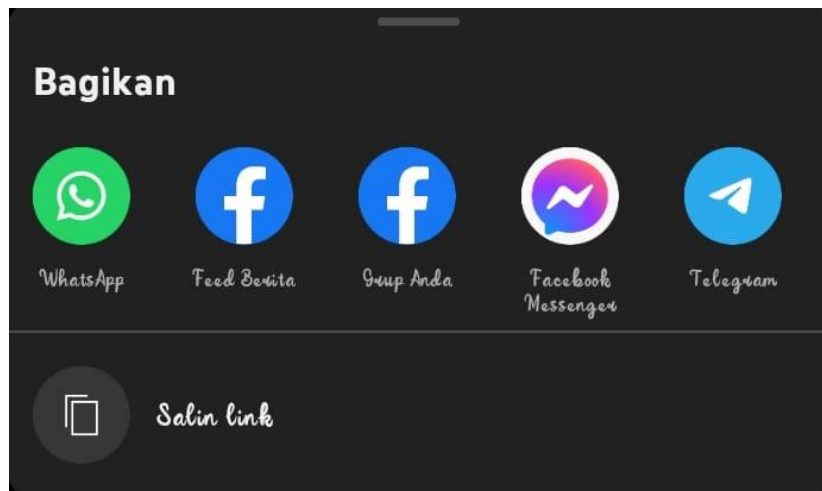 Bagikan
WhatsApp
Feed Berita
Grup Anda
Facebook
Messenger
Telegram
Salin link